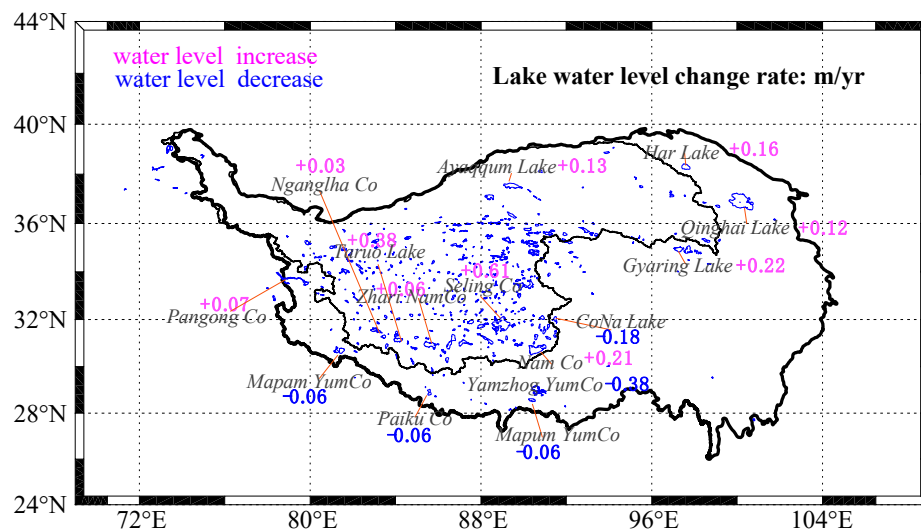 44°N
water level increase
water level decrease
Lake water level change rate: m/yr
40°N
Har Lake +0.16
+0.03
Nganglha Co
Ayaqqum Lake +0.13
36°N
Qinghai Lake +0.12
+0.38
Turuo Lake
Gyaring Lake +0.22
+0.61
Seling Co
+0.06
Zhari NamCo
+0.07
Pangong Co
32°N
CoNa Lake
-0.18
Nam Co +0.21
Mapam YumCo
-0.06
Yamzhog YumCo -0.38
28°N
Paiku Co
-0.06
Mapum YumCo
-0.06
24°N
72°E 80°E 88°E 96°E 104°E